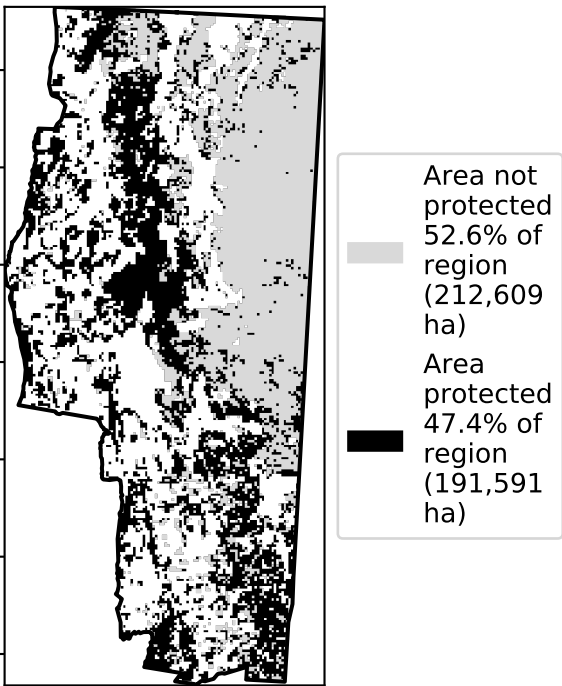 Area not
protected
52.6% of
region
(212,609
ha)
Area
protected
47.4% of
region
(191,591
ha)